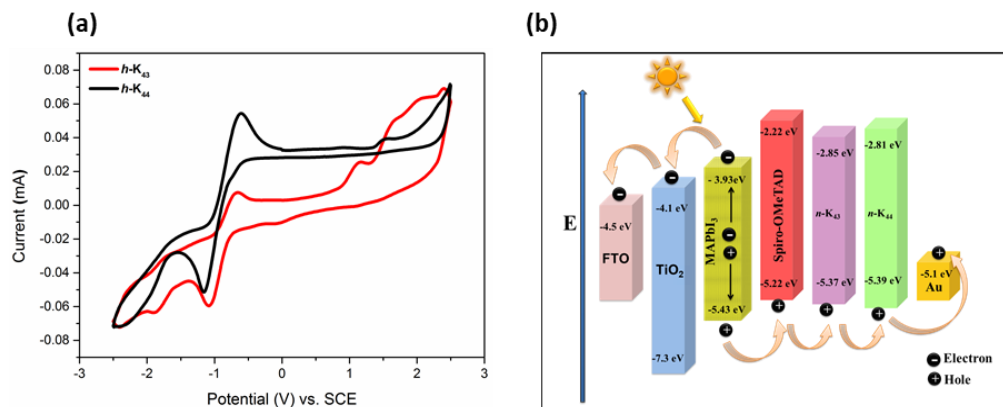 (a)
h-K43
h-K44
0.08
0.06
0.04
0.02
0.00
-0.02
-0.04
-0.06
-0.08
Current (mA)
-3 -2 -1 0 1 2 3
Potential (V) vs. SCE
(b)
E
-4.5 eV
FTO
-4.1 eV
TiO2
-7.3 eV
- 3.93eV
MAPbI3
-5.43 eV
-2.22 eV
Spiro-OMeTAD
-5.22 eV
-2.85 eV
n-K43
-5.37 eV
-2.81 eV
n-K44
-5.39 eV
-5.1 eV
Au
- Electron
+ Hole